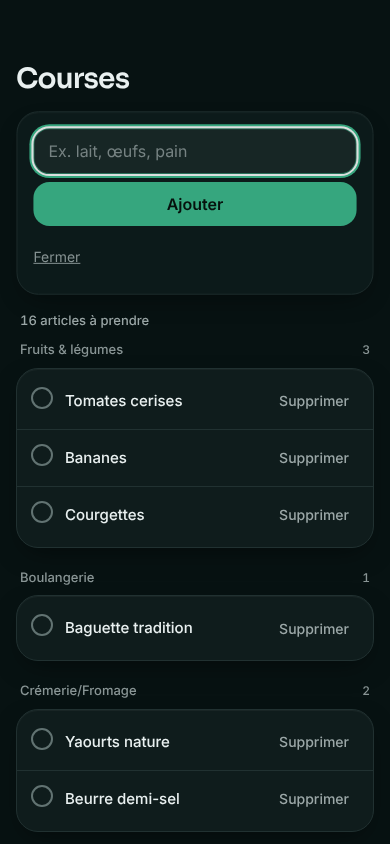 Courses
Ex. lait, œufs, pain
Ajouter
Fermer
16 articles à prendre
Fruits & légumes 3
Tomates cerises Supprimer
Bananes Supprimer
Courgettes Supprimer
Boulangerie 1
Baguette tradition Supprimer
Crémerie/Fromage 2
Yaourts nature Supprimer
Beurre demi-sel Supprimer